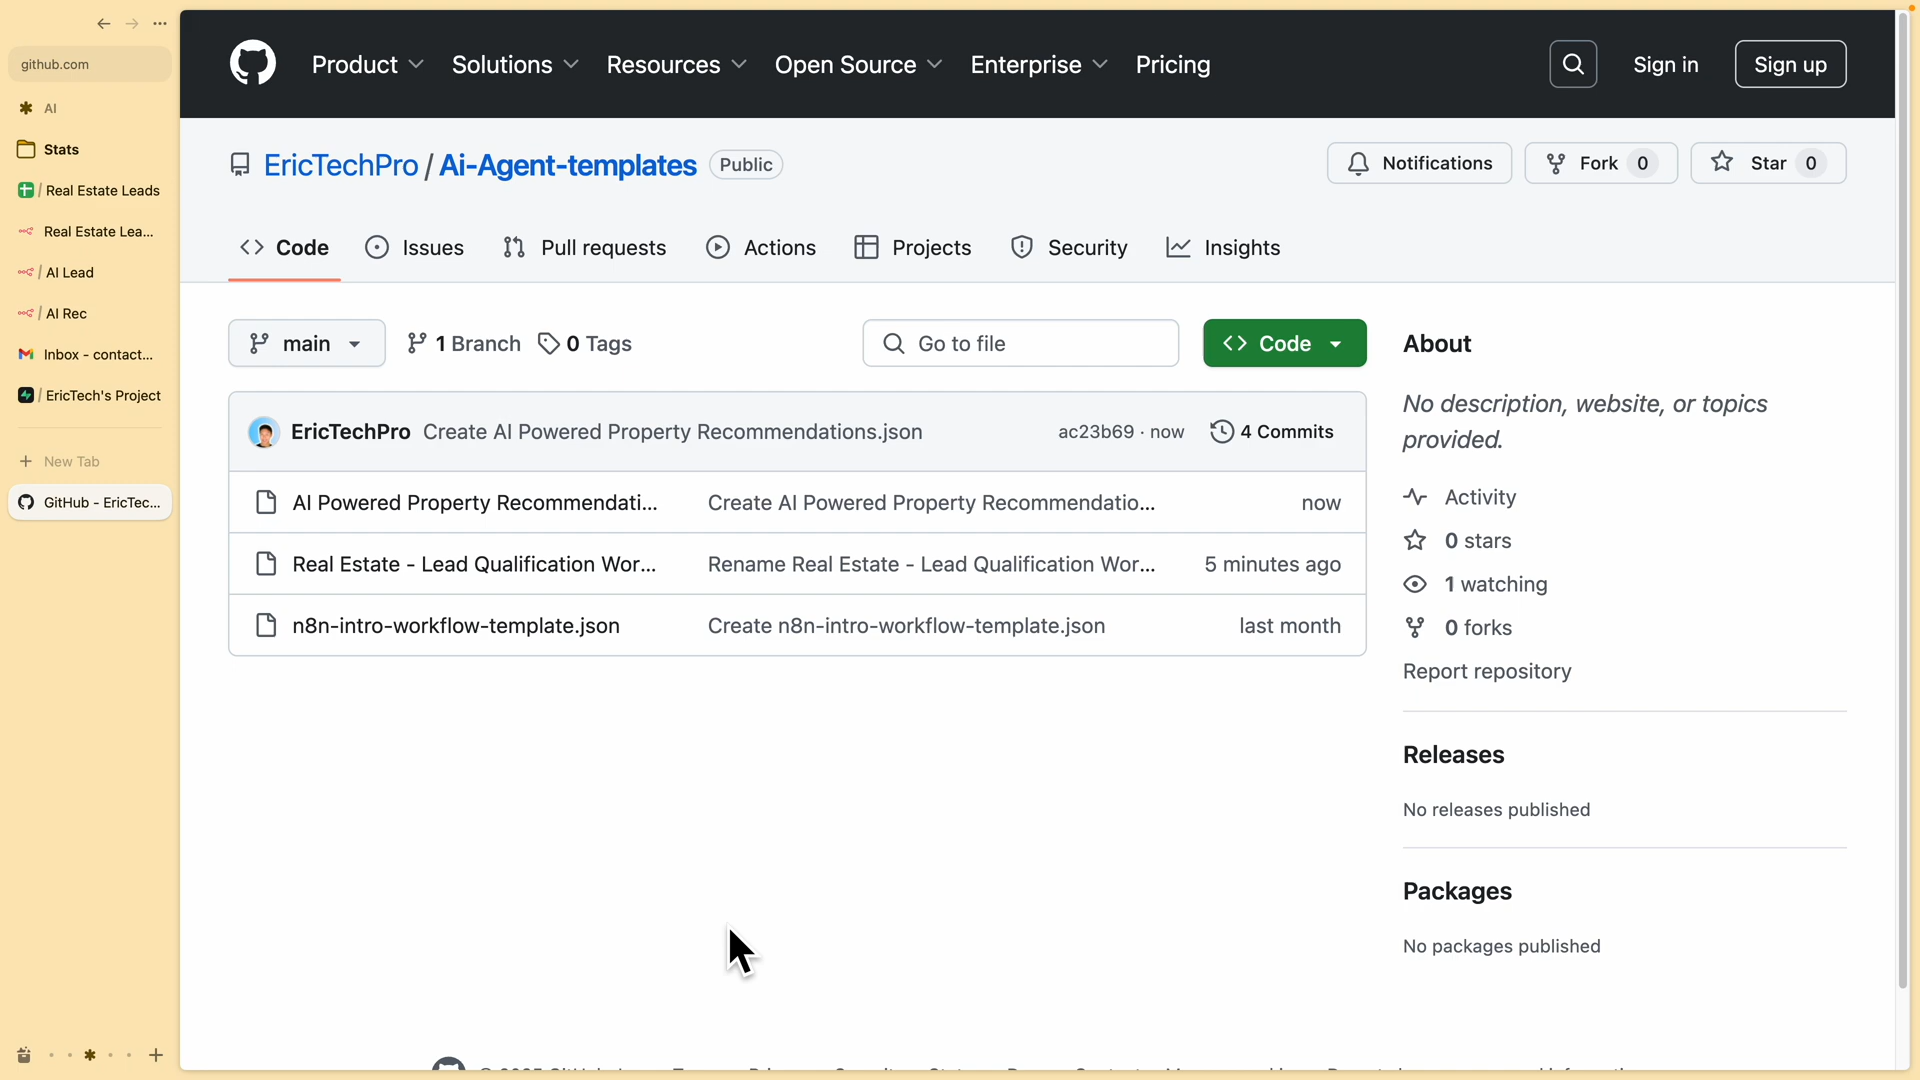 github.com
AI
Stats
/ Real Estate Leads
Real Estate Lea...
/ AI Lead
/ AI Rec
Inbox - contact...
/ EricTech's Project
+ New Tab
GitHub - EricTec...
Product Solutions Resources Open Source Enterprise Pricing Sign in Sign up
EricTechPro / Ai-Agent-templates Public Notifications Fork 0 Star 0
Code Issues Pull requests Actions Projects Security Insights
main 1 Branch 0 Tags Go to file Code
EricTechPro Create AI Powered Property Recommendations.json ac23b69 · now 4 Commits
AI Powered Property Recommendati... Create AI Powered Property Recommendatio... now
Real Estate - Lead Qualification Wor... Rename Real Estate - Lead Qualification Wor... 5 minutes ago
n8n-intro-workflow-template.json Create n8n-intro-workflow-template.json last month
About
No description, website, or topics
provided.
Activity
0 stars
1 watching
0 forks
Report repository
Releases
No releases published
Packages
No packages published